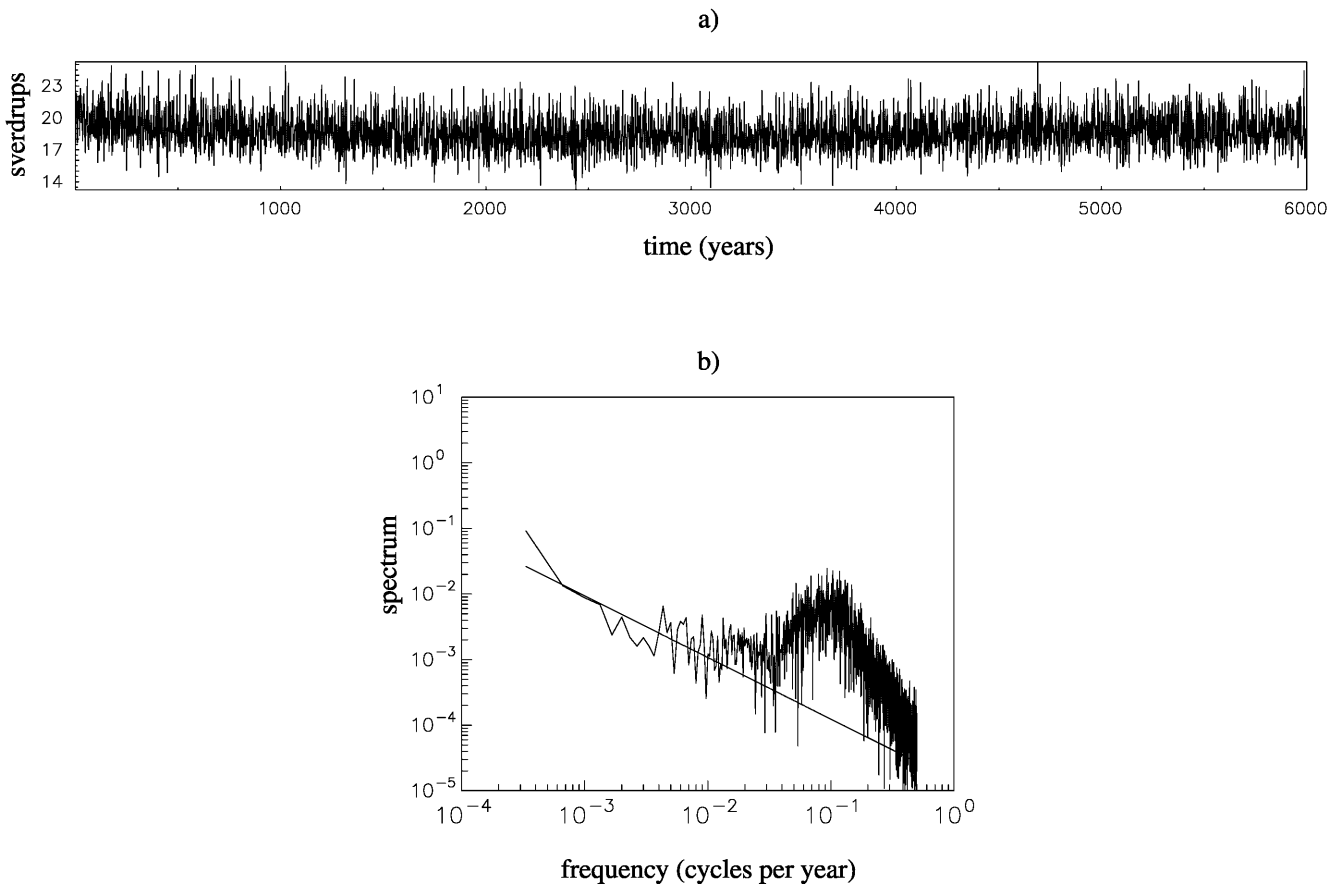 a)
sverdrups
23
20
17
14
1000 2000 3000 4000 5000 6000
time (years)
b)
spectrum
10^1
10^0
10^-1
10^-2
10^-3
10^-4
10^-5
10^-4 10^-3 10^-2 10^-1 10^0
frequency (cycles per year)